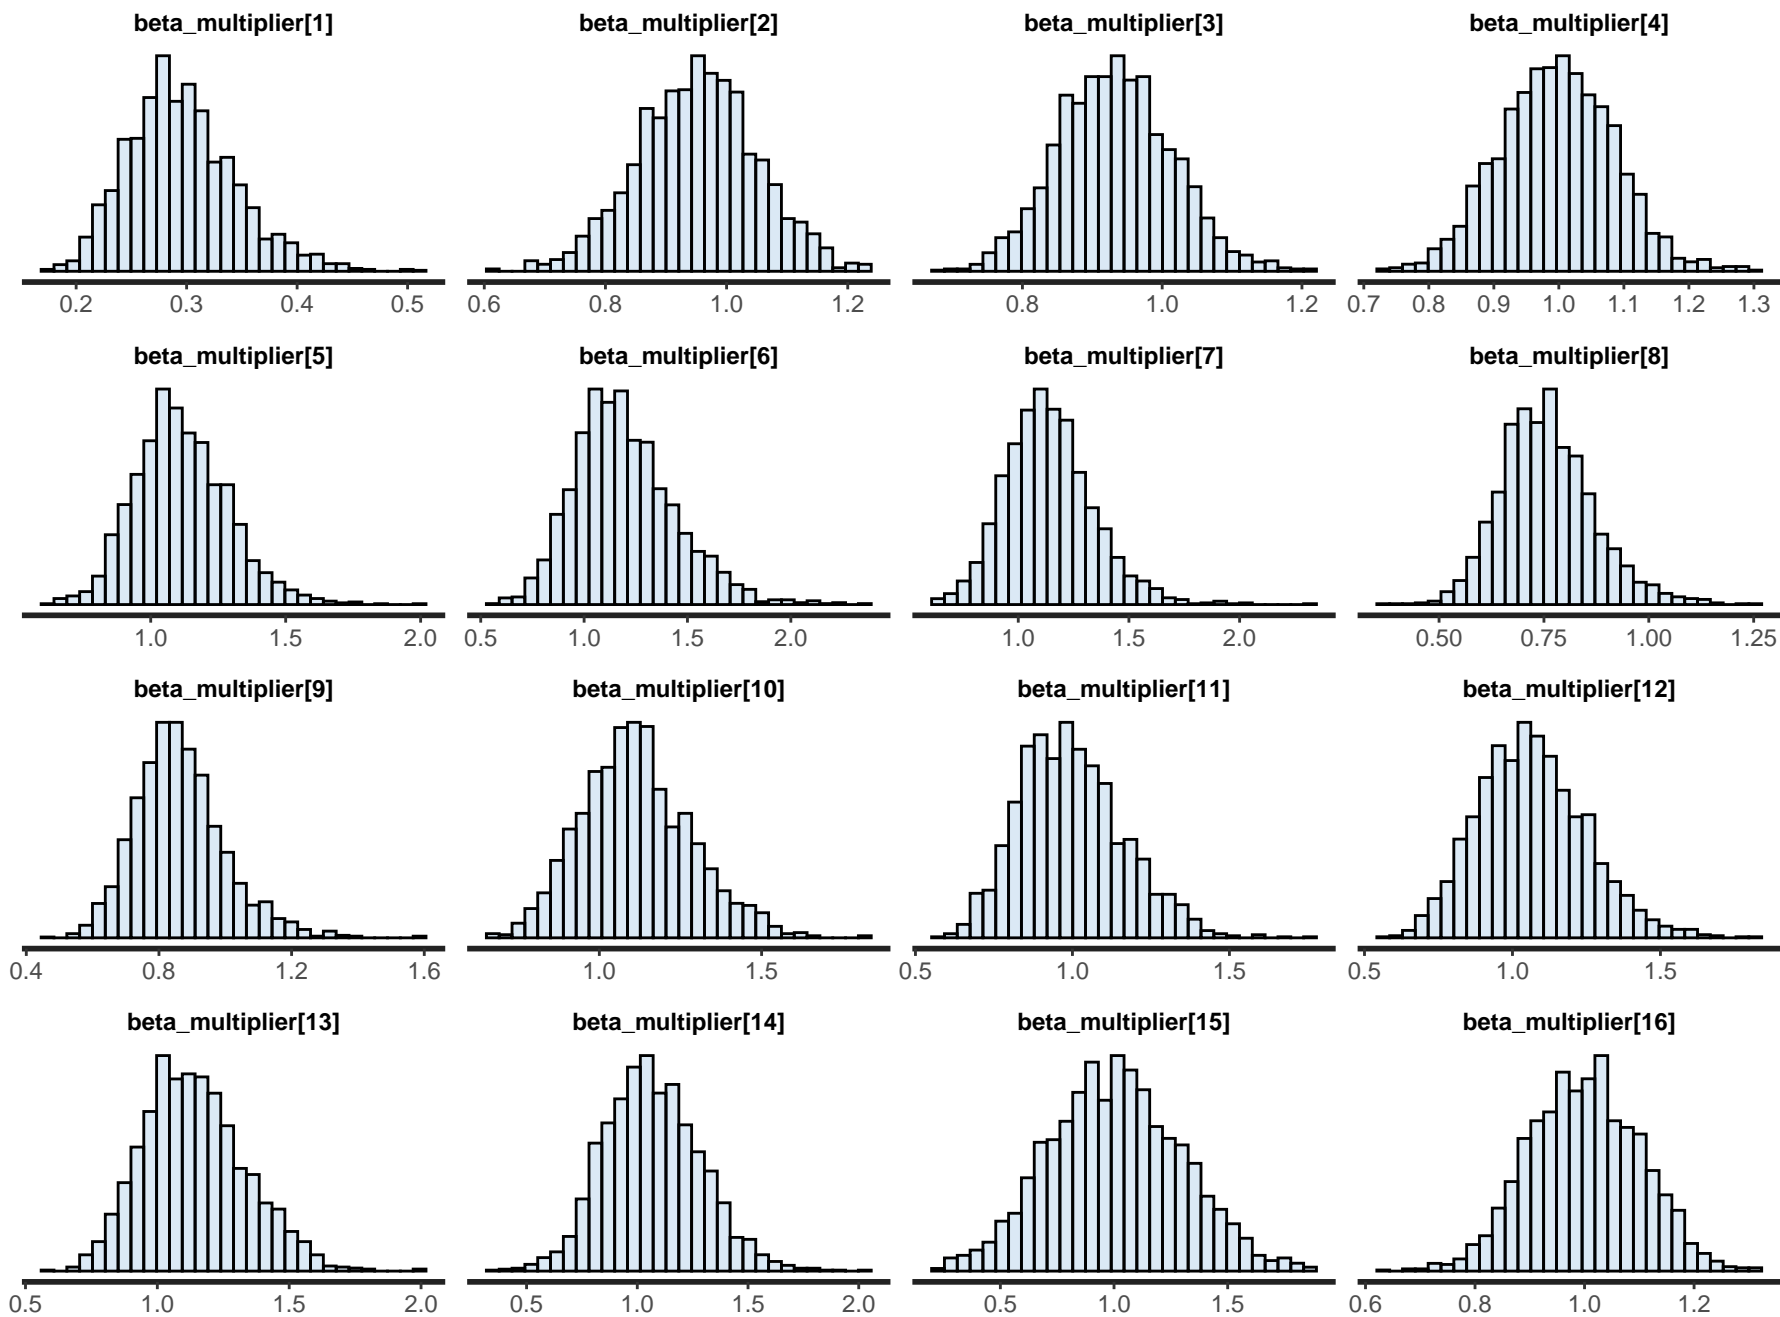 beta_multiplier[1] beta_multiplier[2] beta_multiplier[3] beta_multiplier[4]
0.2 0.3 0.4 0.5 0.6 0.8 1.0 1.2 0.8 1.0 1.2 0.7 0.8 0.9 1.0 1.1 1.2 1.3
beta_multiplier[5] beta_multiplier[6] beta_multiplier[7] beta_multiplier[8]
1.0 1.5 2.0 0.5 1.0 1.5 2.0 1.0 1.5 2.0 0.50 0.75 1.00 1.25
beta_multiplier[9] beta_multiplier[10] beta_multiplier[11] beta_multiplier[12]
0.4 0.8 1.2 1.6 1.0 1.5 0.5 1.0 1.5 0.5 1.0 1.5
beta_multiplier[13] beta_multiplier[14] beta_multiplier[15] beta_multiplier[16]
0.5 1.0 1.5 2.0 0.5 1.0 1.5 2.0 0.5 1.0 1.5 0.6 0.8 1.0 1.2